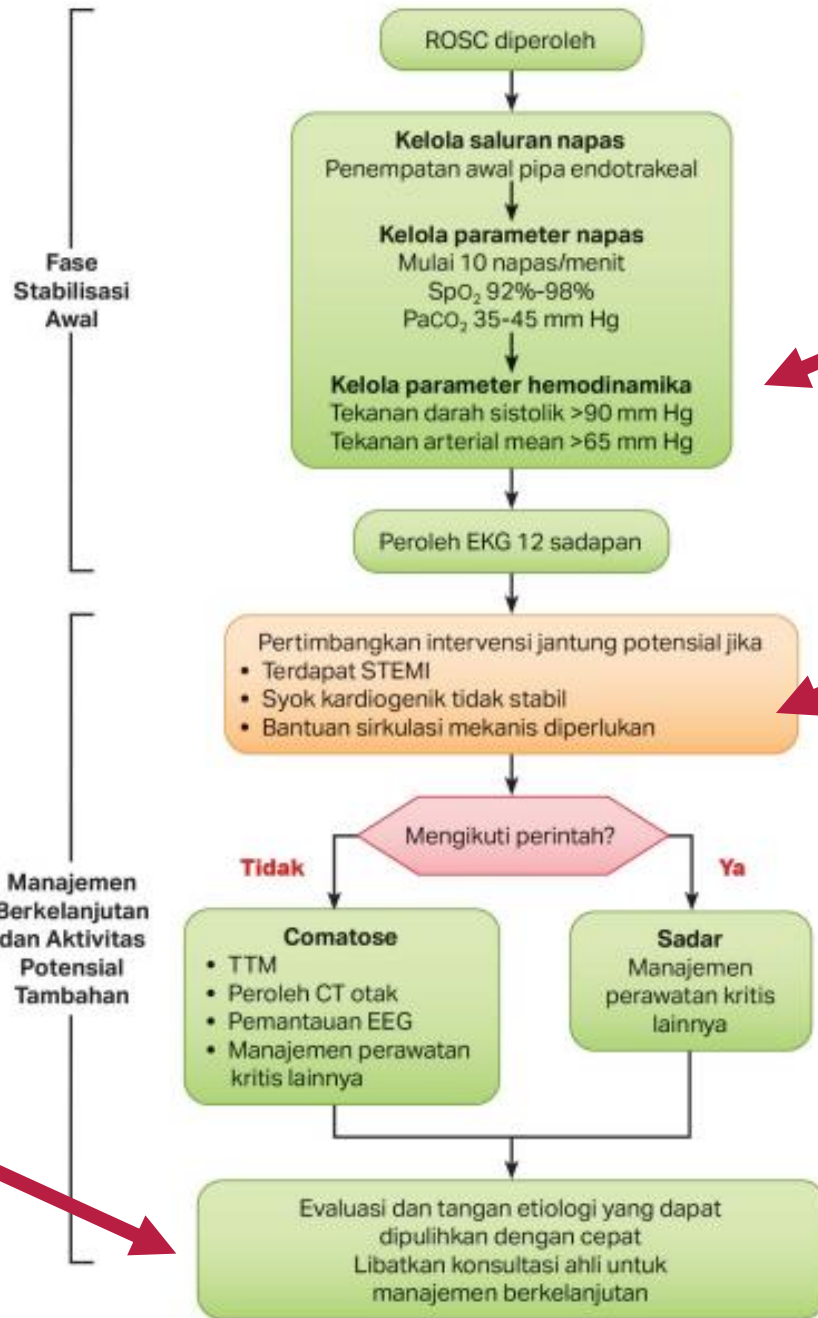 ROSC diperoleh
Kelola saluran napas
Penempatan awal pipa endotrakeal
Kelola parameter napas
Mulai 10 napas/menit
SpO₂ 92%-98%
PaCO₂ 35-45 mm Hg
Kelola parameter hemodinamika
Tekanan darah sistolik >90 mm Hg
Tekanan arterial mean >65 mm Hg
Fase
Stabilisasi
Awal
Peroleh EKG 12 sadapan
Pertimbangkan intervensi jantung potensial jika
• Terdapat STEMI
• Syok kardiogenik tidak stabil
• Bantuan sirkulasi mekanis diperlukan
Mengikuti perintah?
Tidak
Ya
Manajemen
Berkelanjutan
dan Aktivitas
Potensial
Tambahan
Comatose
• TTM
• Peroleh CT otak
• Pemantauan EEG
• Manajemen perawatan
kritis lainnya
Sadar
Manajemen
perawatan kritis
lainnya
Evaluasi dan tangan etiologi yang dapat
dipulihkan dengan cepat
Libatkan konsultasi ahli untuk
manajemen berkelanjutan